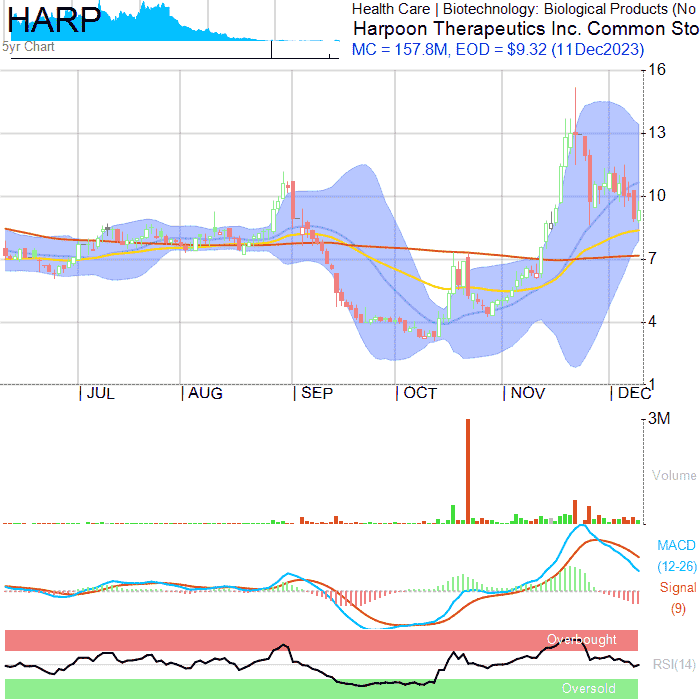 HARP
5yr Chart
Health Care | Biotechnology: Biological Products (No
Harpoon Therapeutics Inc. Common Sto
MC = 157.8M, EOD = $9.32 (11Dec2023)
16
13
10
7
4
1
JUL
AUG
SEP
OCT
NOV
DEC
3M
Volume
MACD
(12-26)
Signal
(9)
Overbought
RSI(14)
Oversold